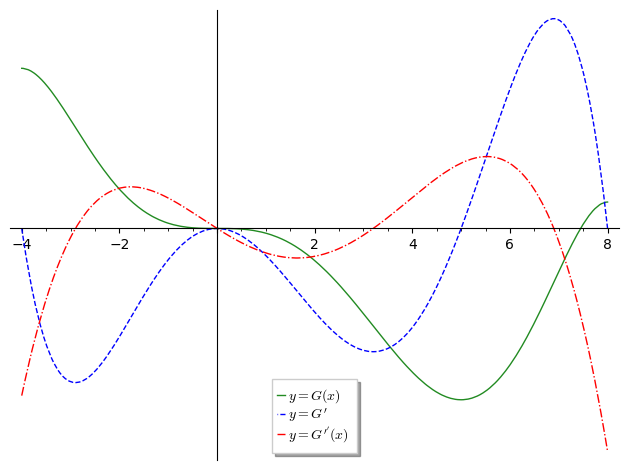 −4 −2 2 4 6 8
y = G(x)
y = G′
y = G′′(x)